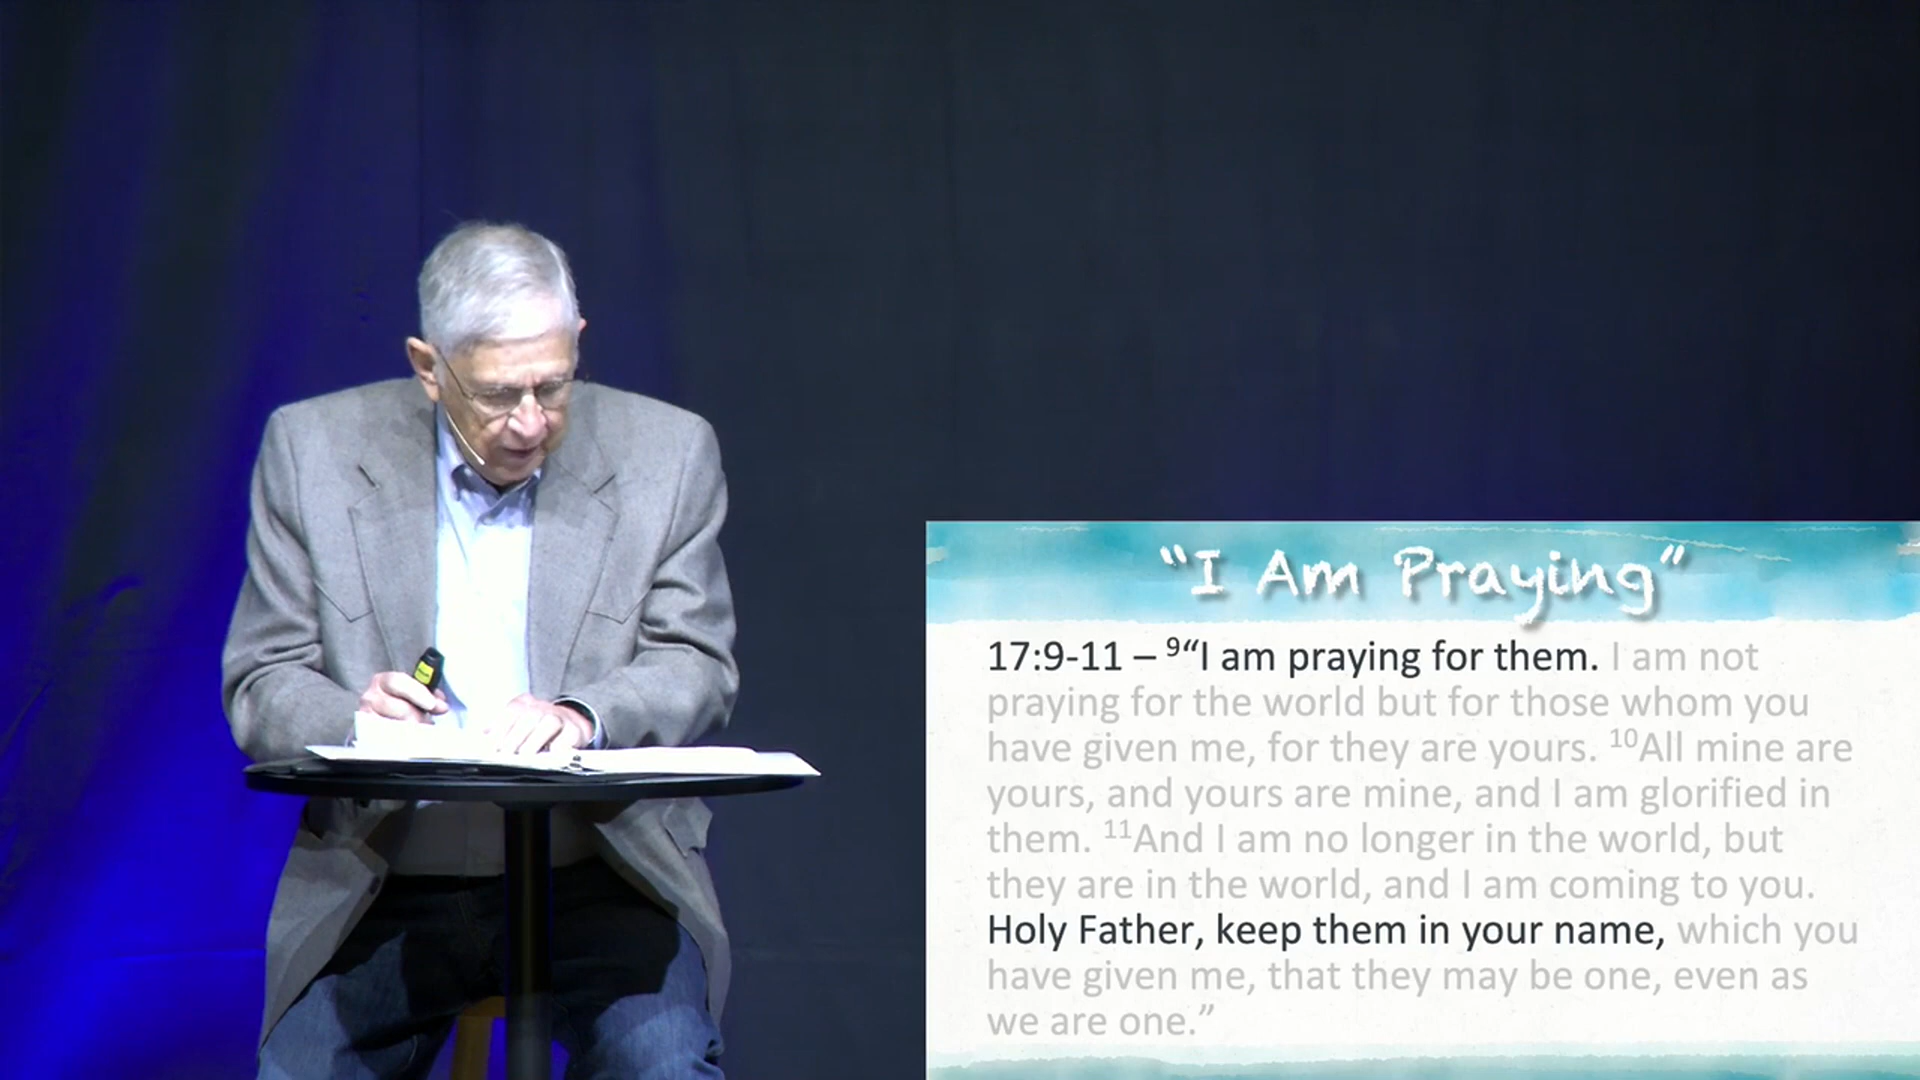 “I Am Praying”
17:9-11 – 9“I am praying for them. I am not
praying for the world but for those whom you
have given me, for they are yours. 10All mine are
yours, and yours are mine, and I am glorified in
them. 11And I am no longer in the world, but
they are in the world, and I am coming to you.
Holy Father, keep them in your name, which you
have given me, that they may be one, even as
we are one.”